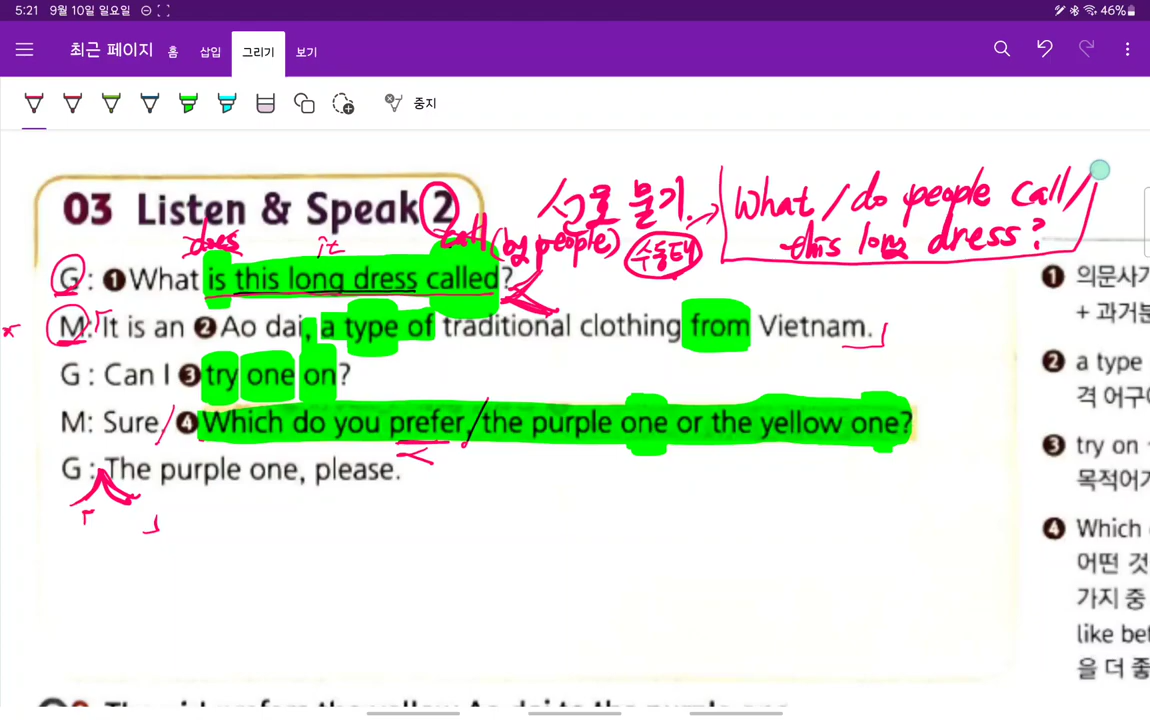 5:21 9월 10일 일요일 46%
최근 페이지 홈 삽입 그리기 보기
중지
03 Listen & Speak 2
선호 묻기.
What / do people call /
this long dress?
does it call (by people) 수동태
G : ❶ What is this long dress called?
M: It is an ❷ Ao dai, a type of traditional clothing from Vietnam.
G : Can I ❸ try one on?
M: Sure, ❹ Which do you prefer, the purple one or the yellow one?
G : The purple one, please.
❶ 의문사가
+ 과거분
❷ a type
격 어구
❸ try on
목적어
❹ Which
어떤 것
가지 중
like bet
을 더 좋